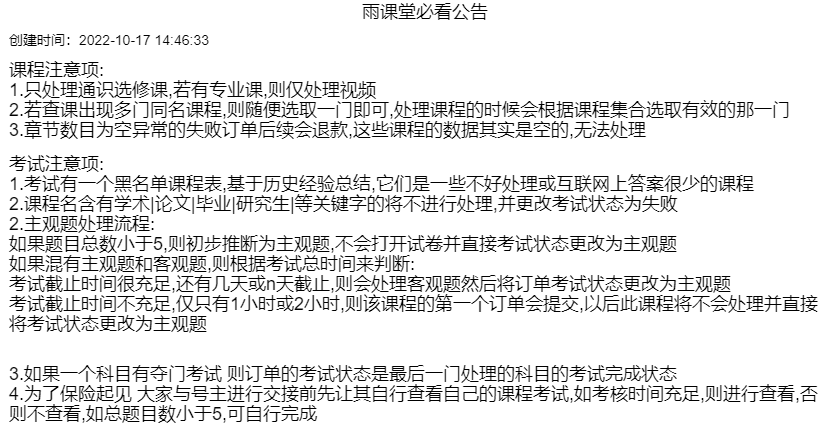 雨课堂必看公告
创建时间：2022-10-17 14:46:33
课程注意项:
1.只处理通识选修课,若有专业课,则仅处理视频
2.若查课出现多门同名课程,则随便选取一门即可,处理课程的时候会根据课程集合选取有效的那一门
3.章节数目为空异常的失败订单后续会退款,这些课程的数据其实是空的,无法处理
考试注意项:
1.考试有一个黑名单课程表,基于历史经验总结,它们是一些不好处理或互联网上答案很少的课程
2.课程名含有学术|论文|毕业|研究生|等关键字的将不进行处理,并更改考试状态为失败
2.主观题处理流程:
如果题目总数小于5,则初步推断为主观题,不会打开试卷并直接考试状态更改为主观题
如果混有主观题和客观题,则根据考试总时间来判断:
考试截止时间很充足,还有几天或n天截止,则会处理客观题然后将订单考试状态更改为主观题
考试截止时间不充足,仅只有1小时或2小时,则该课程的第一个订单会提交,以后此课程将不会处理并直接
将考试状态更改为主观题
3.如果一个科目有夺门考试 则订单的考试状态是最后一门处理的科目的考试完成状态
4.为了保险起见 大家与号主进行交接前先让其自行查看自己的课程考试,如考核时间充足,则进行查看,否
则不查看,如总题目数小于5,可自行完成